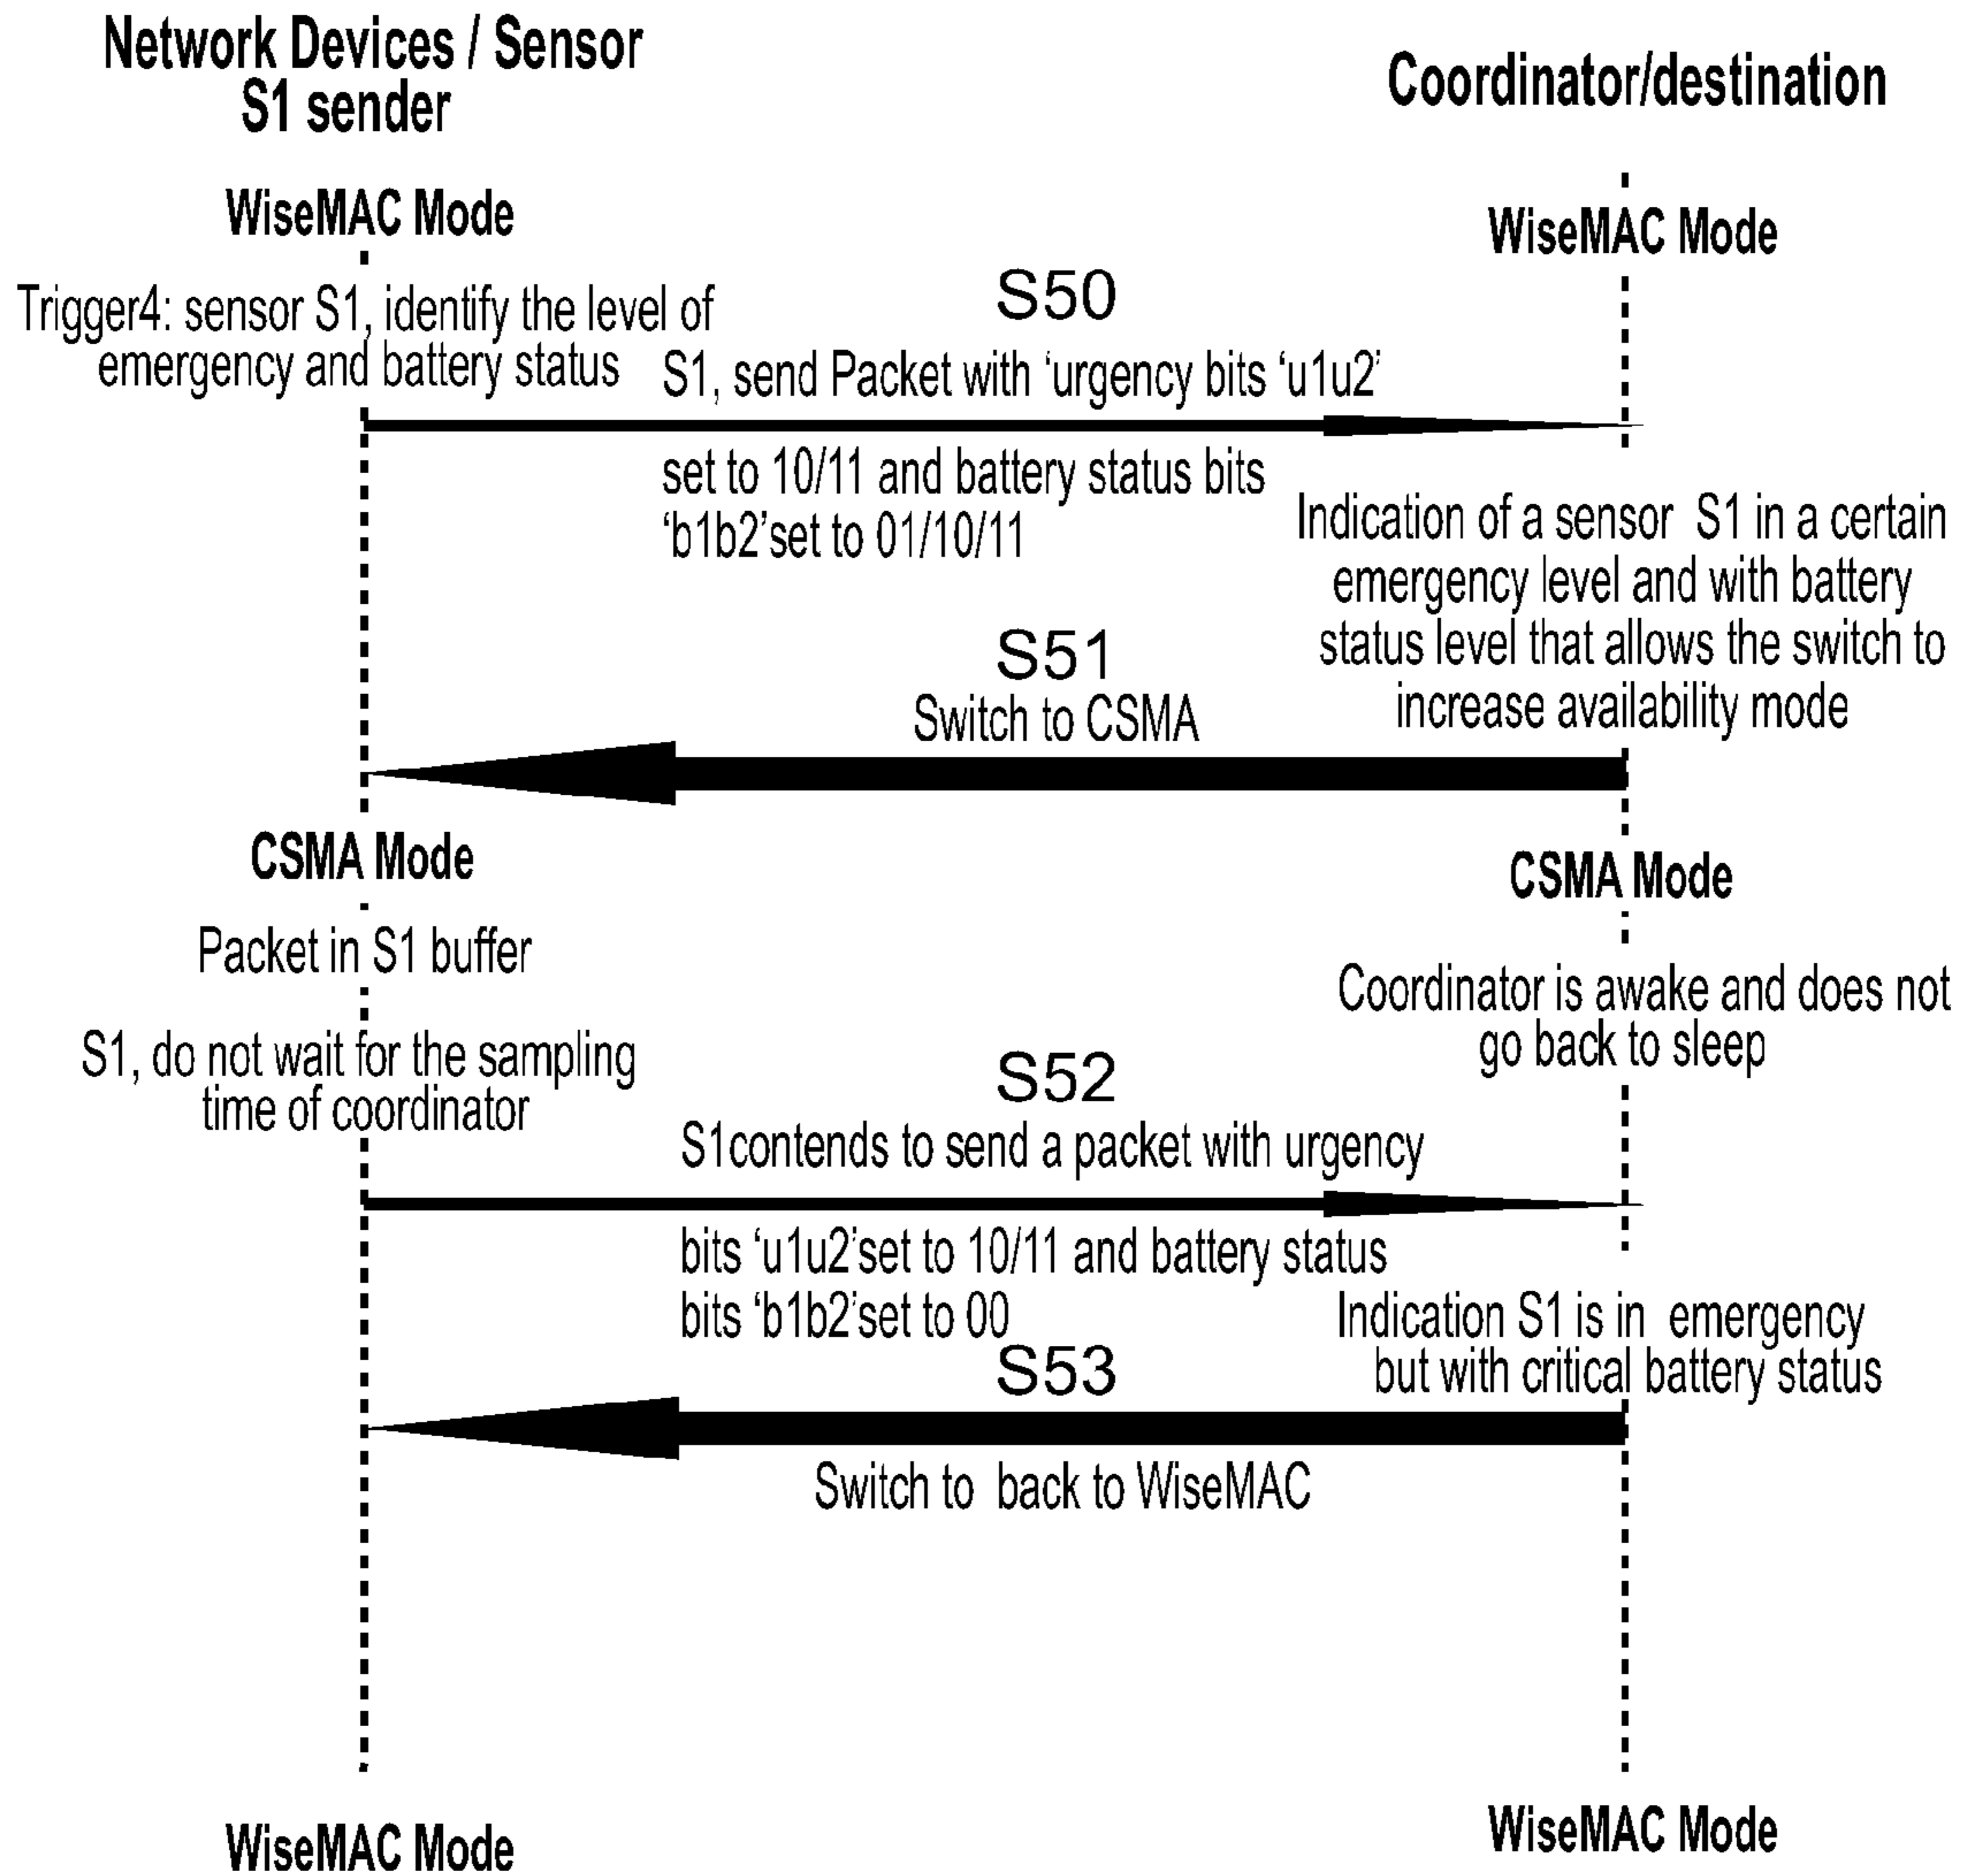 Network Devices / Sensor
S1 sender
Coordinator/destination
WiseMAC Mode
WiseMAC Mode
Trigger4: sensor S1, identify the level of
emergency and battery status
S50
S1, send Packet with ‘urgency bits ‘u1u2’
set to 10/11 and battery status bits
‘b1b2’set to 01/10/11
Indication of a sensor S1 in a certain
emergency level and with battery
status level that allows the switch to
increase availability mode
S51
Switch to CSMA
CSMA Mode
CSMA Mode
Packet in S1 buffer
S1, do not wait for the sampling
time of coordinator
Coordinator is awake and does not
go back to sleep
S52
S1contends to send a packet with urgency
bits ‘u1u2’set to 10/11 and battery status
bits ‘b1b2’set to 00
Indication S1 is in emergency
but with critical battery status
S53
Switch to back to WiseMAC
WiseMAC Mode
WiseMAC Mode